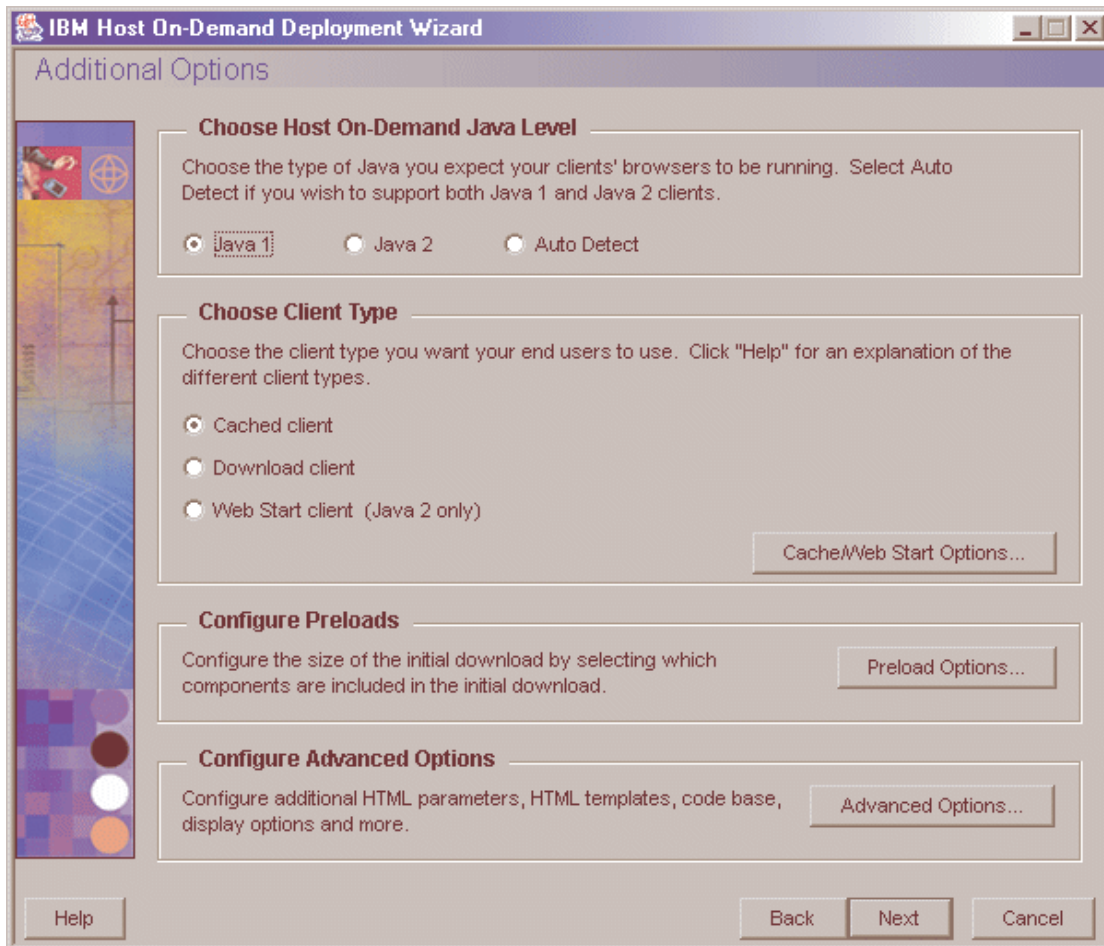 IBM Host On-Demand Deployment Wizard
Additional Options
Choose Host On-Demand Java Level
Choose the type of Java you expect your clients' browsers to be running. Select Auto
Detect if you wish to support both Java 1 and Java 2 clients.
Java 1 Java 2 Auto Detect
Choose Client Type
Choose the client type you want your end users to use. Click "Help" for an explanation of the
different client types.
Cached client
Download client
Web Start client (Java 2 only)
Cache/Web Start Options...
Configure Preloads
Configure the size of the initial download by selecting which
components are included in the initial download.
Preload Options...
Configure Advanced Options
Configure additional HTML parameters, HTML templates, code base,
display options and more.
Advanced Options...
Help Back Next Cancel